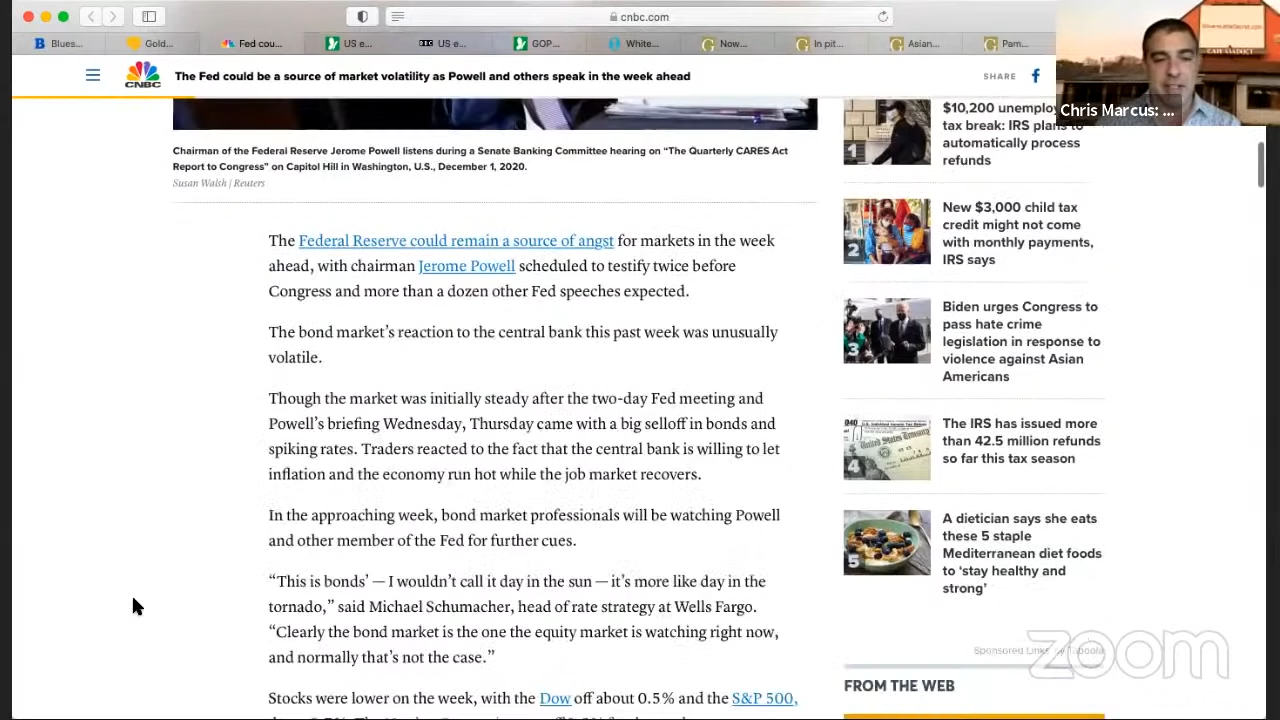 cnbc.com
Blues...
Gold...
Fed cou...
US e...
US e...
GOP...
White...
Now...
In pit...
Asian...
Pam...
CNBC
The Fed could be a source of market volatility as Powell and others speak in the week ahead
SHARE
Chris Marcus: ...
Chairman of the Federal Reserve Jerome Powell listens during a Senate Banking Committee hearing on “The Quarterly CARES Act
Report to Congress” on Capitol Hill in Washington, U.S., December 1, 2020.
Susan Walsh | Reuters
The Federal Reserve could remain a source of angst for markets in the week
ahead, with chairman Jerome Powell scheduled to testify twice before
Congress and more than a dozen other Fed speeches expected.
The bond market’s reaction to the central bank this past week was unusually
volatile.
Though the market was initially steady after the two-day Fed meeting and
Powell’s briefing Wednesday, Thursday came with a big selloff in bonds and
spiking rates. Traders reacted to the fact that the central bank is willing to let
inflation and the economy run hot while the job market recovers.
In the approaching week, bond market professionals will be watching Powell
and other member of the Fed for further cues.
“This is bonds’ — I wouldn’t call it day in the sun — it’s more like day in the
tornado,” said Michael Schumacher, head of rate strategy at Wells Fargo.
“Clearly the bond market is the one the equity market is watching right now,
and normally that’s not the case.”
Stocks were lower on the week, with the Dow off about 0.5% and the S&P 500,
1
$10,200 unemploy
tax break: IRS plans to
automatically process
refunds
2
New $3,000 child tax
credit might not come
with monthly payments,
IRS says
3
Biden urges Congress to
pass hate crime
legislation in response to
violence against Asian
Americans
4
The IRS has issued more
than 42.5 million refunds
so far this tax season
5
A dietician says she eats
these 5 staple
Mediterranean diet foods
to ‘stay healthy and
strong’
Sponsored Links by Taboola
zoom
FROM THE WEB